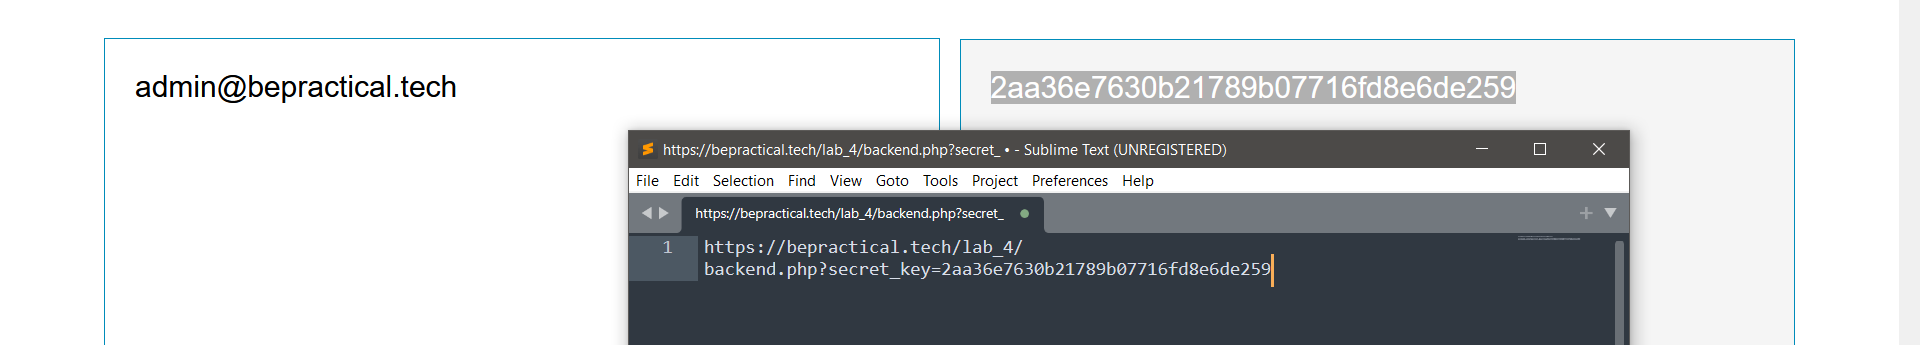 admin@bepractical.tech
2aa36e7630b21789b07716fd8e6de259
https://bepractical.tech/lab_4/backend.php?secret_ • - Sublime Text (UNREGISTERED)
File Edit Selection Find View Goto Tools Project Preferences Help
https://bepractical.tech/lab_4/backend.php?secret_
1 https://bepractical.tech/lab_4/
backend.php?secret_key=2aa36e7630b21789b07716fd8e6de259